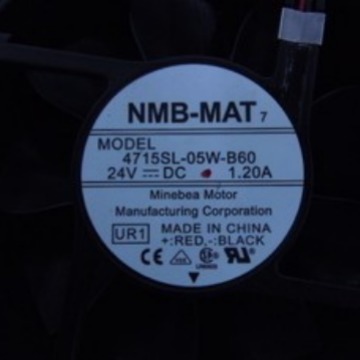 NMB-MAT 7
MODEL
4715SL-05W-B60
24V ⎓ DC 1.20A
Minebea Motor
Manufacturing Corporation
UR1 MADE IN CHINA
+:RED,-:BLACK
CE